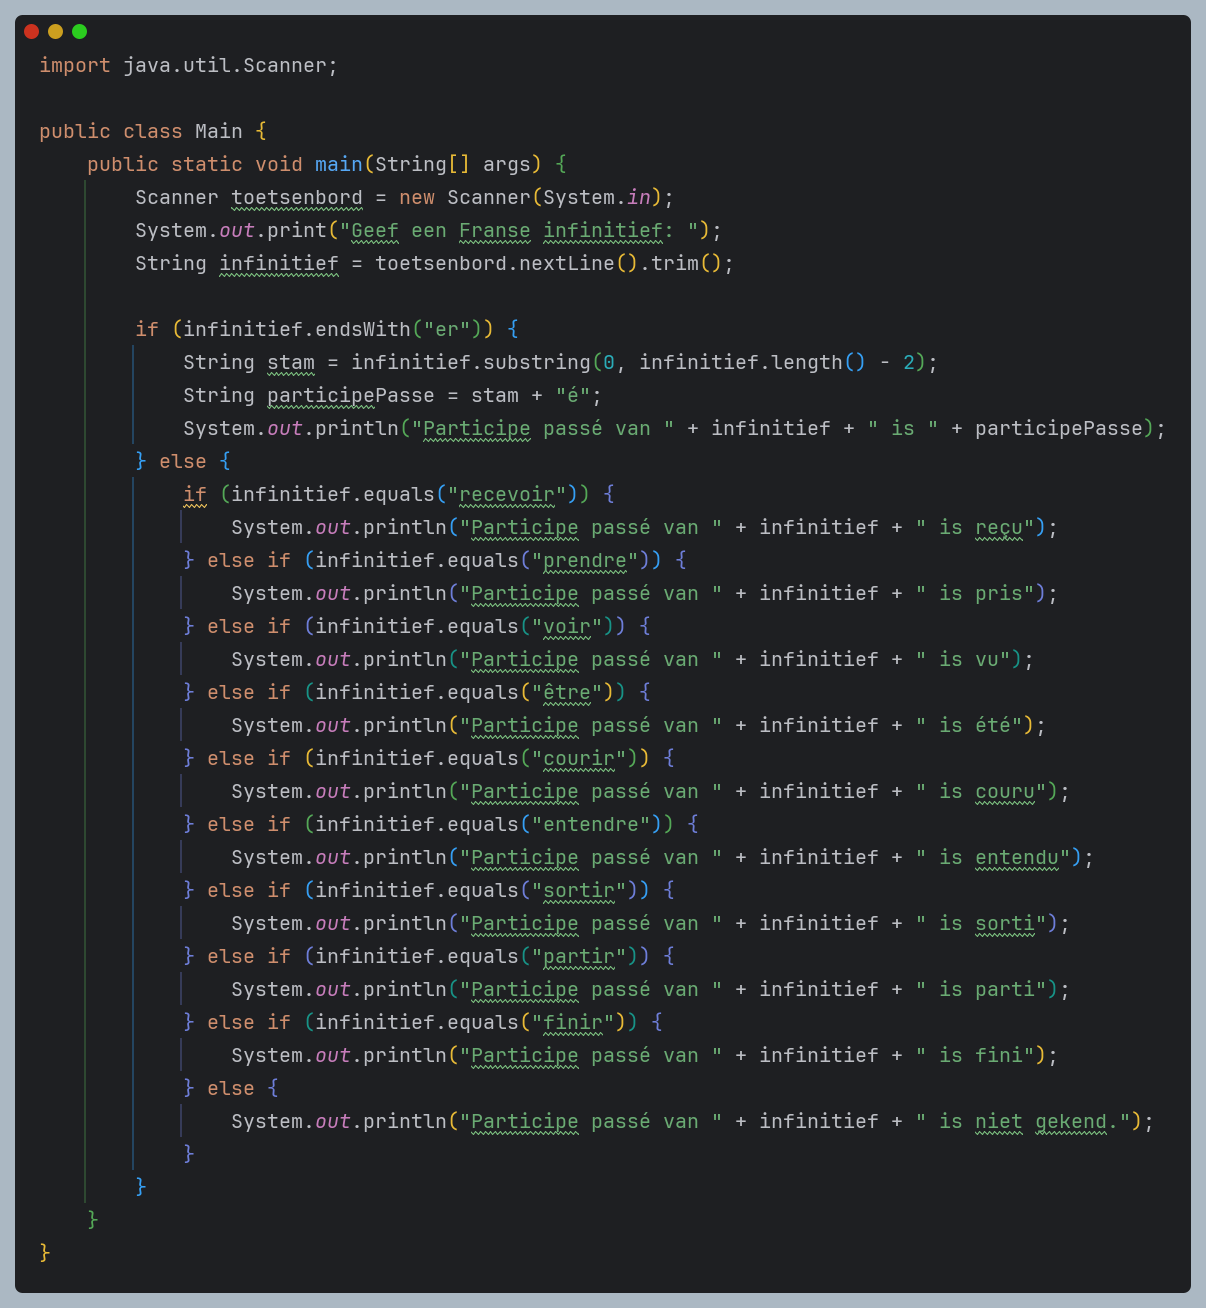 import java.util.Scanner;

public class Main {
    public static void main(String[] args) {
        Scanner toetsenbord = new Scanner(System.in);
        System.out.print("Geef een Franse infinitief: ");
        String infinitief = toetsenbord.nextLine().trim();

        if (infinitief.endsWith("er")) {
            String stam = infinitief.substring(0, infinitief.length() - 2);
            String participePasse = stam + "é";
            System.out.println("Participe passé van " + infinitief + " is " + participePasse);
        } else {
            if (infinitief.equals("recevoir")) {
                System.out.println("Participe passé van " + infinitief + " is reçu");
            } else if (infinitief.equals("prendre")) {
                System.out.println("Participe passé van " + infinitief + " is pris");
            } else if (infinitief.equals("voir")) {
                System.out.println("Participe passé van " + infinitief + " is vu");
            } else if (infinitief.equals("être")) {
                System.out.println("Participe passé van " + infinitief + " is été");
            } else if (infinitief.equals("courir")) {
                System.out.println("Participe passé van " + infinitief + " is couru");
            } else if (infinitief.equals("entendre")) {
                System.out.println("Participe passé van " + infinitief + " is entendu");
            } else if (infinitief.equals("sortir")) {
                System.out.println("Participe passé van " + infinitief + " is sorti");
            } else if (infinitief.equals("partir")) {
                System.out.println("Participe passé van " + infinitief + " is parti");
            } else if (infinitief.equals("finir")) {
                System.out.println("Participe passé van " + infinitief + " is fini");
            } else {
                System.out.println("Participe passé van " + infinitief + " is niet gekend.");
            }
        }
    }
}